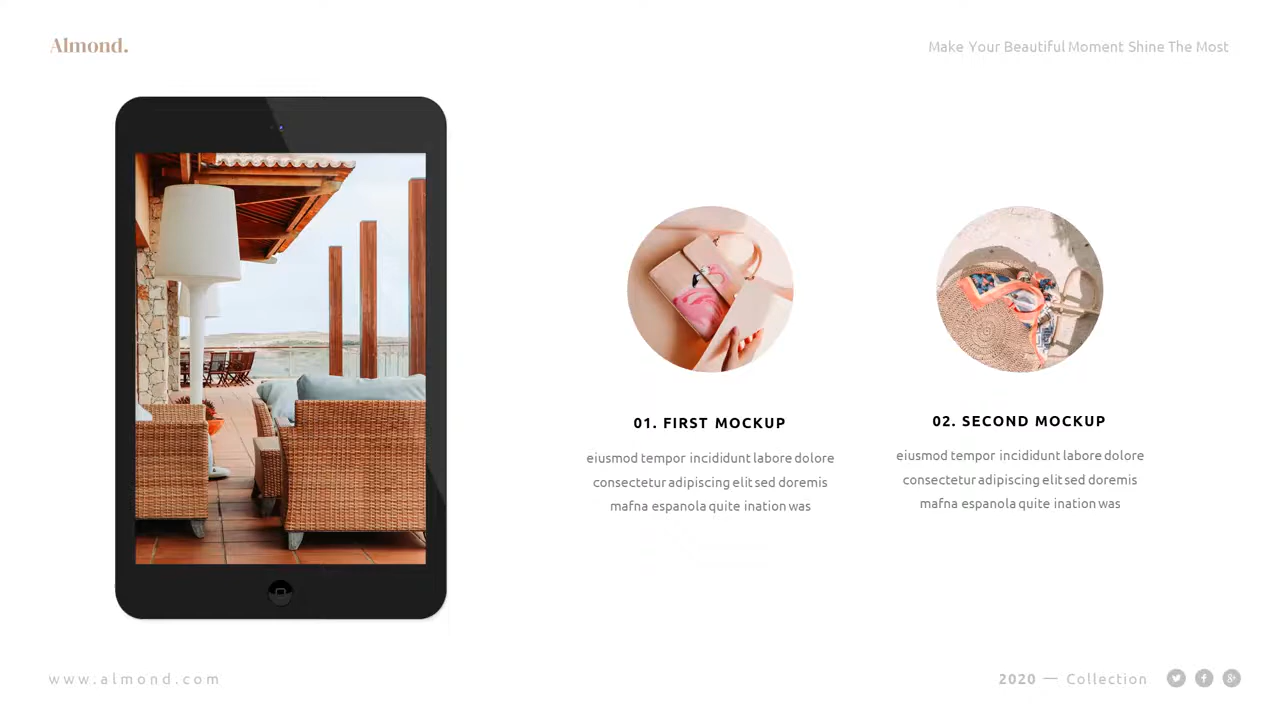 Almond.
Make Your Beautiful Moment Shine The Most
01. FIRST MOCKUP
eiusmod tempor incididunt labore dolore
consectetur adipiscing elit sed doremis
mafna espanola quite ination was
02. SECOND MOCKUP
eiusmod tempor incididunt labore dolore
consectetur adipiscing elit sed doremis
mafna espanola quite ination was
www.almond.com
2020 — Collection